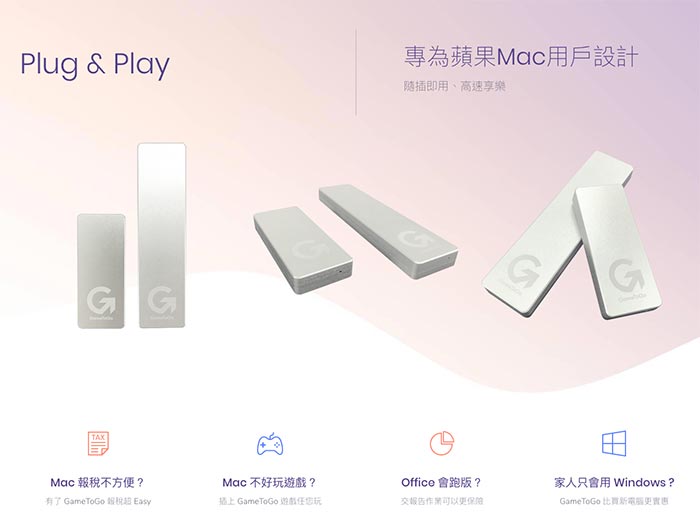 Plug & Play
專為蘋果Mac用戶設計
隨插即用、高速享樂
GameToGo
GameToGo
GameToGo
GameToGo
TAX
Mac 報稅不方便？
有了 GameToGo 報稅超 Easy
Mac 不好玩遊戲？
插上 GameToGo 遊戲任您玩
Office 會跑版？
交報告作業可以更保險
家人只會用 Windows？
GameToGo 比買新電腦更實惠